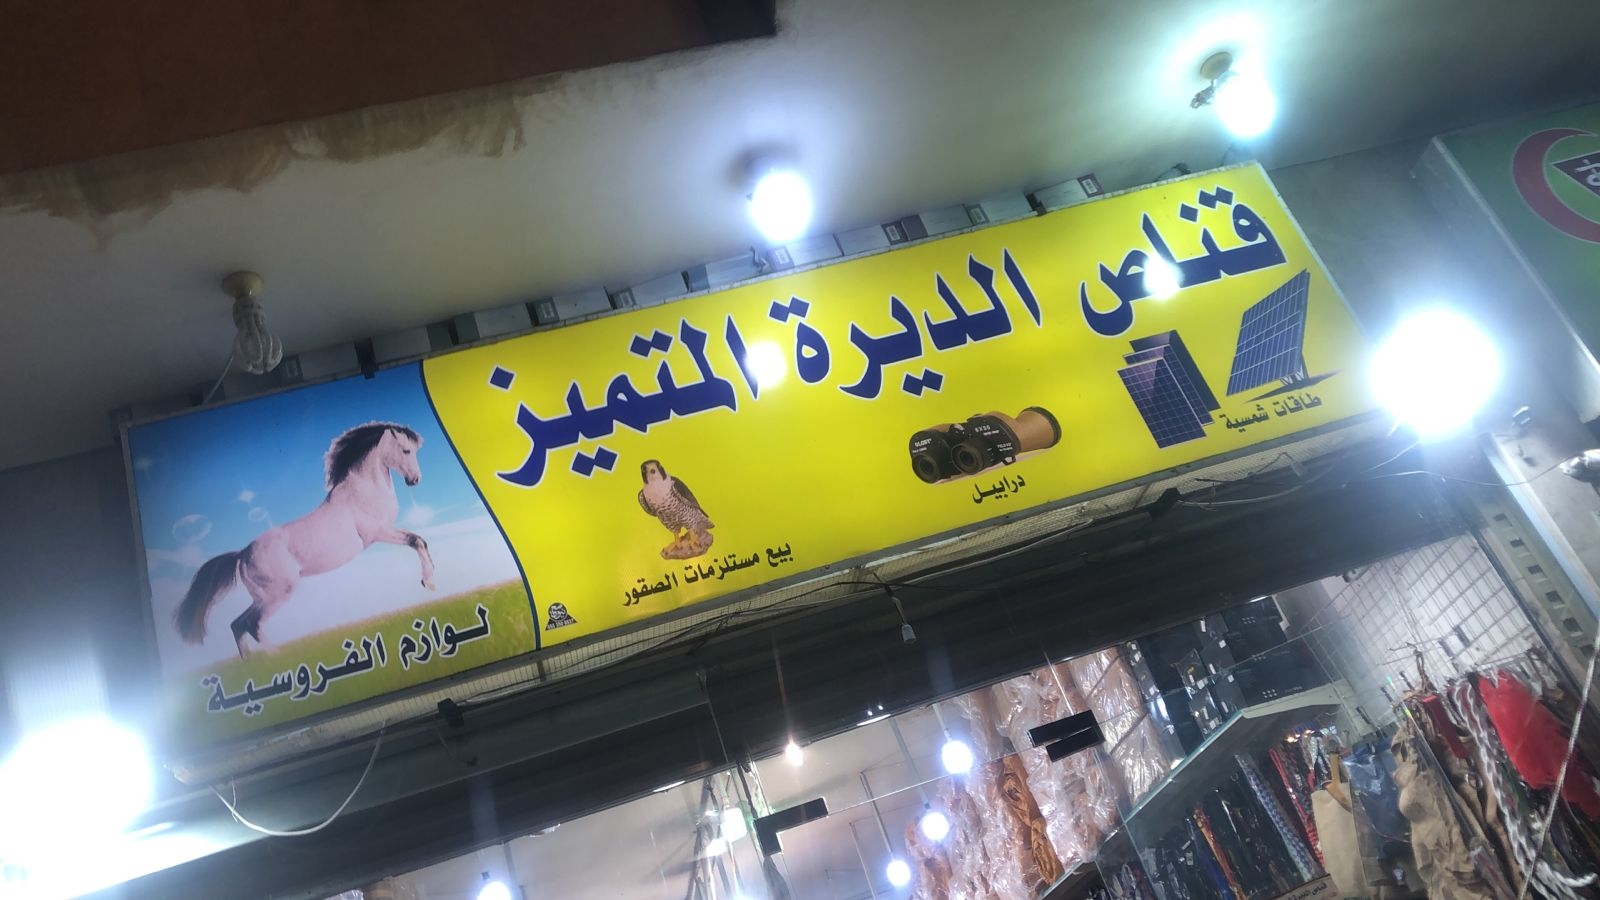 قناص الديرة المتميز
طاقات شمسية
درابيل
بيع مستلزمات الصقور
لوازم الفروسية